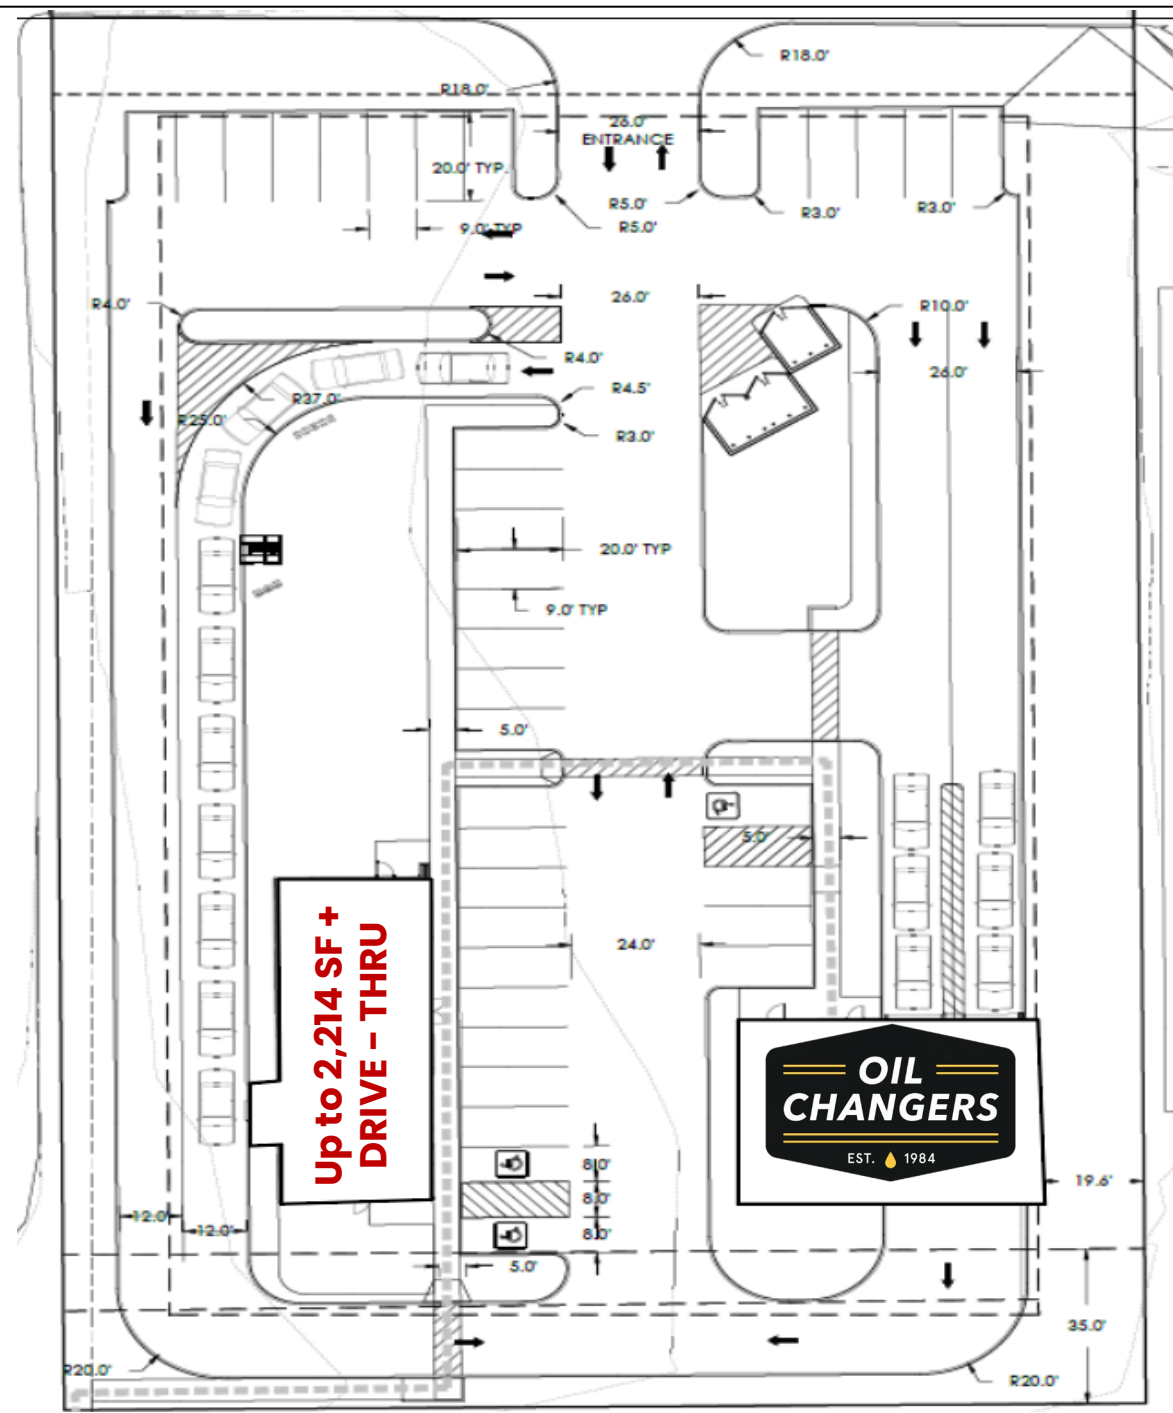 R18.0'
R18.0'
26.0'
ENTRANCE
20.0' TYP.
R5.0'
R5.0'
R3.0'
R3.0'
9.0' TYP
R4.0'
26.0'
R10.0'
R4.0'
26.0'
R4.5'
R37.0'
R25.0'
R3.0'
20.0' TYP
9.0' TYP
5.0'
5.0'
24.0'
Up to 2,214 SF +
DRIVE – THRU
OIL
CHANGERS
EST. 1984
8.0'
8.0'
8.0'
19.6'
12.0'
12.0'
5.0'
35.0'
R20.0'
R20.0'